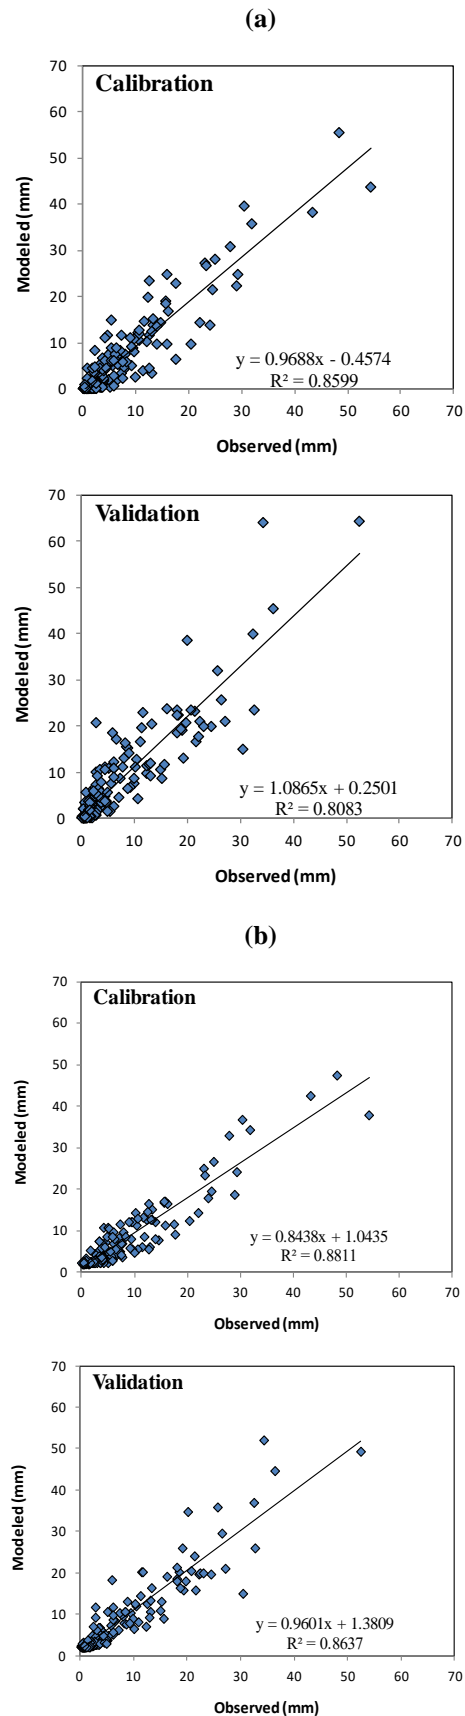 (a)
70
Calibration
60
50
40
30
20
10
0
Modeled (mm)
y = 0.9688x - 0.4574
R² = 0.8599
0 10 20 30 40 50 60 70
Observed (mm)
70
Validation
60
50
40
30
20
10
0
Modeled (mm)
y = 1.0865x + 0.2501
R² = 0.8083
0 10 20 30 40 50 60 70
Observed (mm)
(b)
70
Calibration
60
50
40
30
20
10
0
Modeled (mm)
y = 0.8438x + 1.0435
R² = 0.8811
0 10 20 30 40 50 60 70
Observed (mm)
70
Validation
60
50
40
30
20
10
0
Modeled (mm)
y = 0.9601x + 1.3809
R² = 0.8637
0 10 20 30 40 50 60 70
Observed (mm)